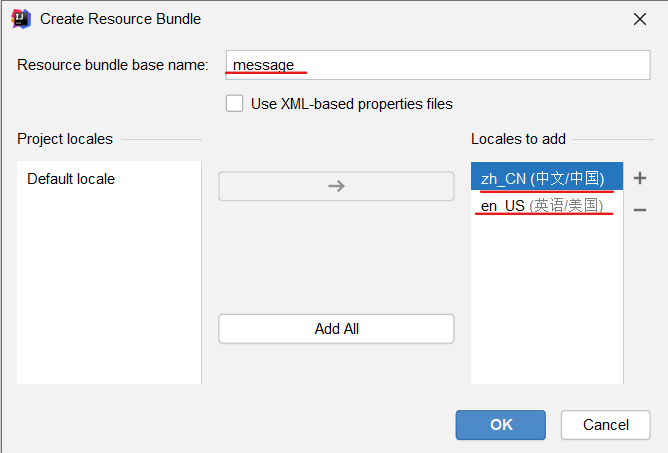 Create Resource Bundle
Resource bundle base name: message
Use XML-based properties files
Project locales
Default locale
Add All
Locales to add
zh_CN (中文/中国)
en_US (英语/美国)
OK
Cancel